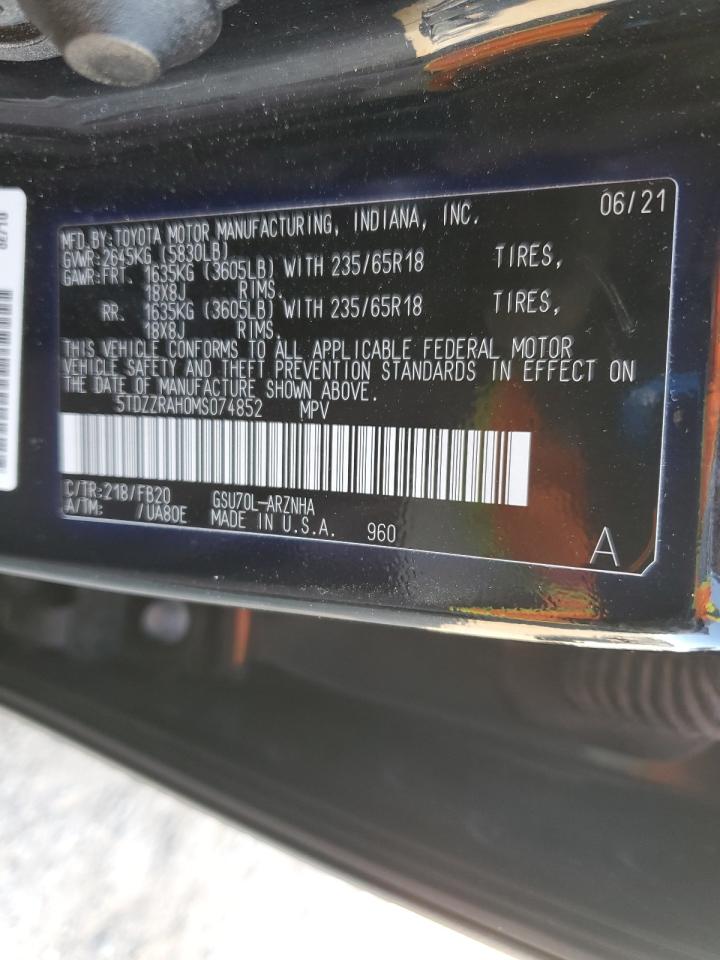 MFD.BY:TOYOTA MOTOR MANUFACTURING, INDIANA, INC. 06/21
GVWR:2645KG (5830LB)
GAWR:FRT. 1635KG (3605LB) WITH 235/65R18 TIRES,
18X8J RIMS.
RR. 1635KG (3605LB) WITH 235/65R18 TIRES,
18X8J RIMS.
THIS VEHICLE CONFORMS TO ALL APPLICABLE FEDERAL MOTOR
VEHICLE SAFETY AND THEFT PREVENTION STANDARDS IN EFFECT ON
THE DATE OF MANUFACTURE SHOWN ABOVE.
5TDZZRAH0MS074852 MPV
C/TR:218/FB20 GSU70L-ARZNHA
A/TM: /UA80E MADE IN U.S.A. 960
A